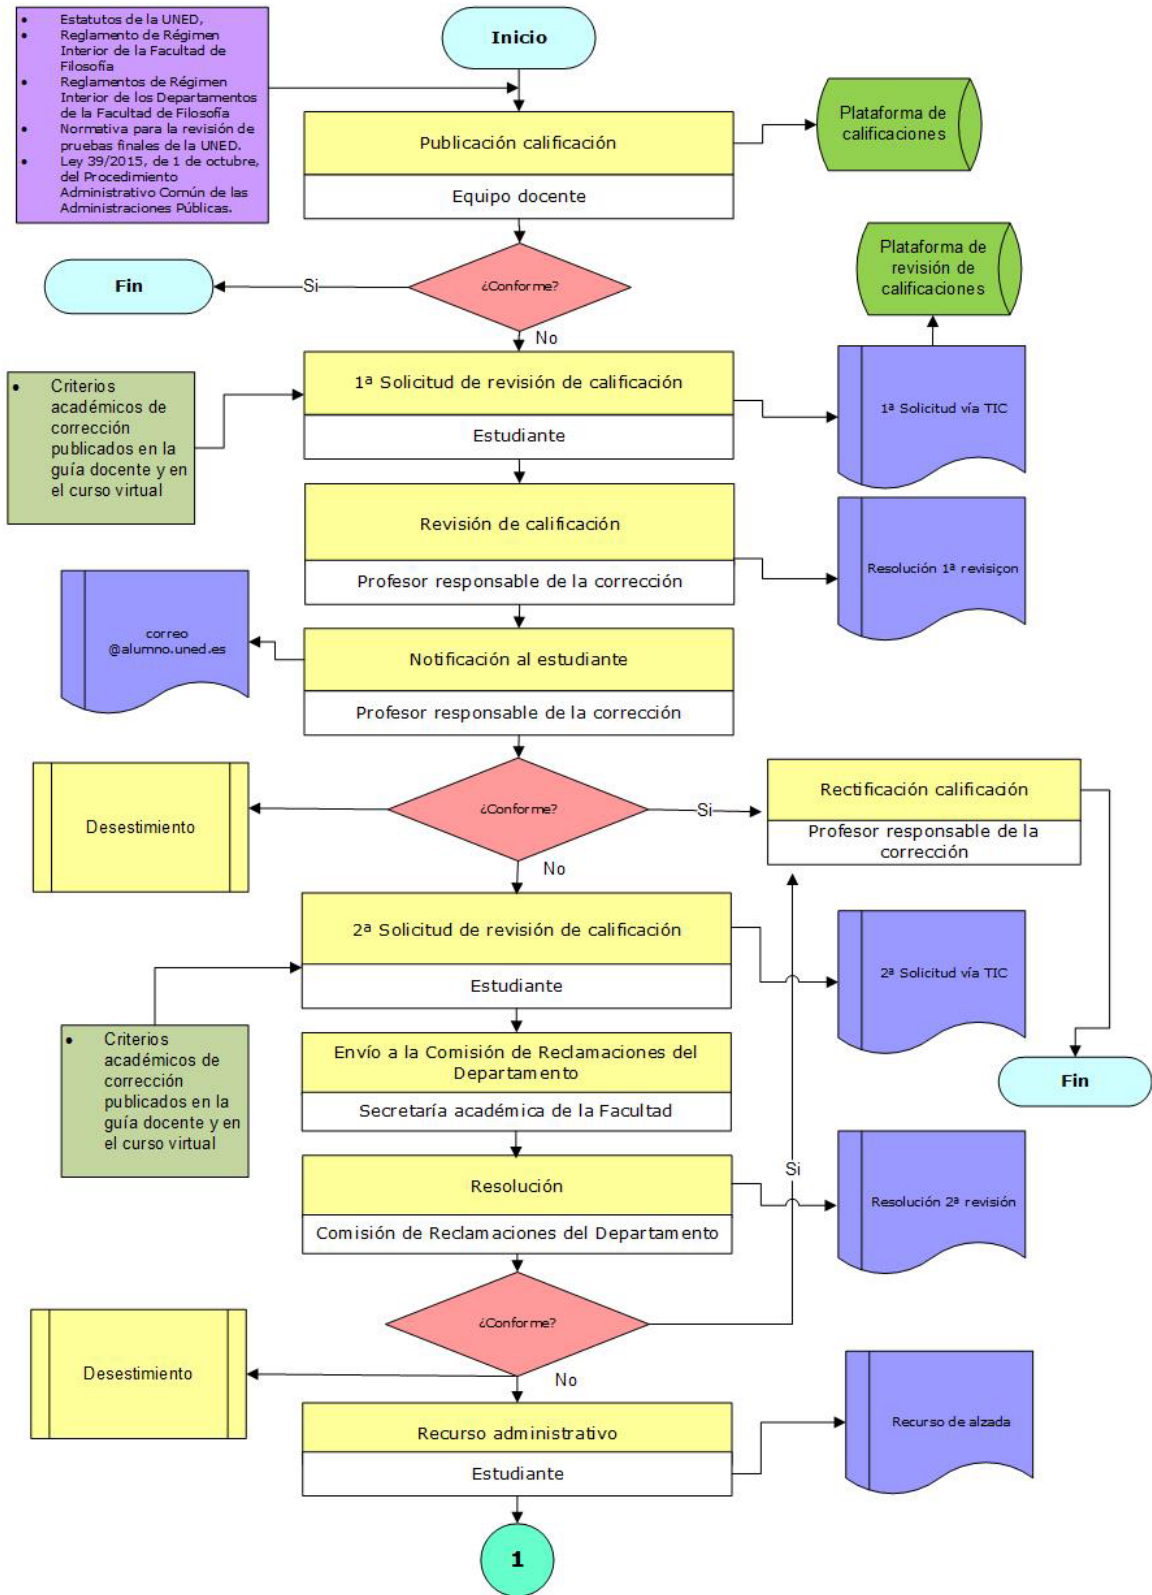 • Estatutos de la UNED,
• Reglamento de Régimen
Interior de la Facultad de
Filosofía
• Reglamentos de Régimen
Interior de los Departamentos
de la Facultad de Filosofía
• Normativa para la revisión de
pruebas finales de la UNED.
• Ley 39/2015, de 1 de octubre,
del Procedimiento
Administrativo Común de las
Administraciones Públicas.
Inicio
Publicación calificación
Equipo docente
Plataforma de
calificaciones
¿Conforme?
Si
Fin
No
Plataforma de
revisión de
calificaciones
• Criterios
académicos de
corrección
publicados en la
guía docente y en
el curso virtual
1ª Solicitud de revisión de calificación
Estudiante
1ª Solicitud vía TIC
Revisión de calificación
Profesor responsable de la corrección
Resolución 1ª revisiçon
Notificación al estudiante
Profesor responsable de la corrección
correo
@alumno.uned.es
¿Conforme?
Desestimiento
Si
Rectificación calificación
Profesor responsable de la
corrección
No
2ª Solicitud de revisión de calificación
Estudiante
2ª Solicitud vía TIC
• Criterios
académicos de
corrección
publicados en la
guía docente y en
el curso virtual
Envío a la Comisión de Reclamaciones del
Departamento
Secretaría académica de la Facultad
Fin
Si
Resolución
Comisión de Reclamaciones del Departamento
Resolución 2ª revisión
¿Conforme?
Desestimiento
No
Recurso administrativo
Estudiante
Recurso de alzada
1